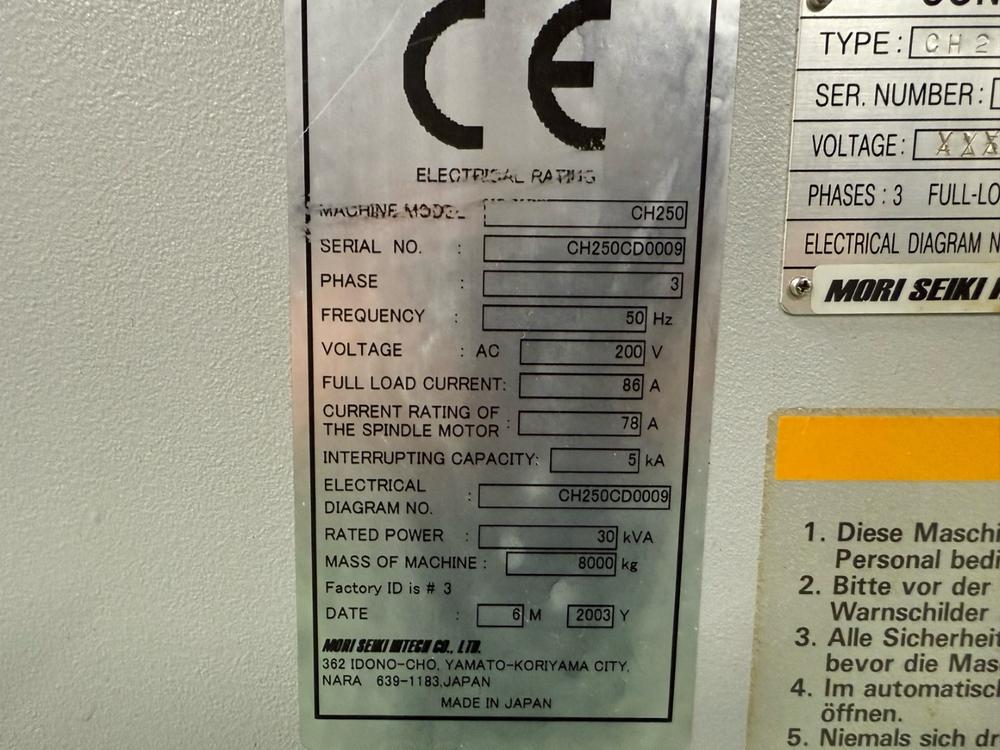 CE
ELECTRICAL RATING
MACHINE MODEL CH250
SERIAL NO. : CH250CD0009
PHASE : 3
FREQUENCY : 50 Hz
VOLTAGE : AC 200 V
FULL LOAD CURRENT: 86 A
CURRENT RATING OF
THE SPINDLE MOTOR : 78 A
INTERRUPTING CAPACITY: 5 kA
ELECTRICAL
DIAGRAM NO. : CH250CD0009
RATED POWER : 30 kVA
MASS OF MACHINE : 8000 kg
Factory ID is # 3
DATE : 6 M 2003 Y
MORI SEIKI HITECH CO., LTD.
362 IDONO-CHO, YAMATO-KORIYAMA CITY,
NARA 639-1183,JAPAN
MADE IN JAPAN
TYPE : CH2
SER. NUMBER :
VOLTAGE : XXX
PHASES : 3 FULL-LO
ELECTRICAL DIAGRAM N
MORI SEIKI
1. Diese Maschi
Personal bedi
2. Bitte vor der
Warnschilder
3. Alle Sicherheit
bevor die Mas
4. Im automatisc
öffnen.
5. Niemals sich dr